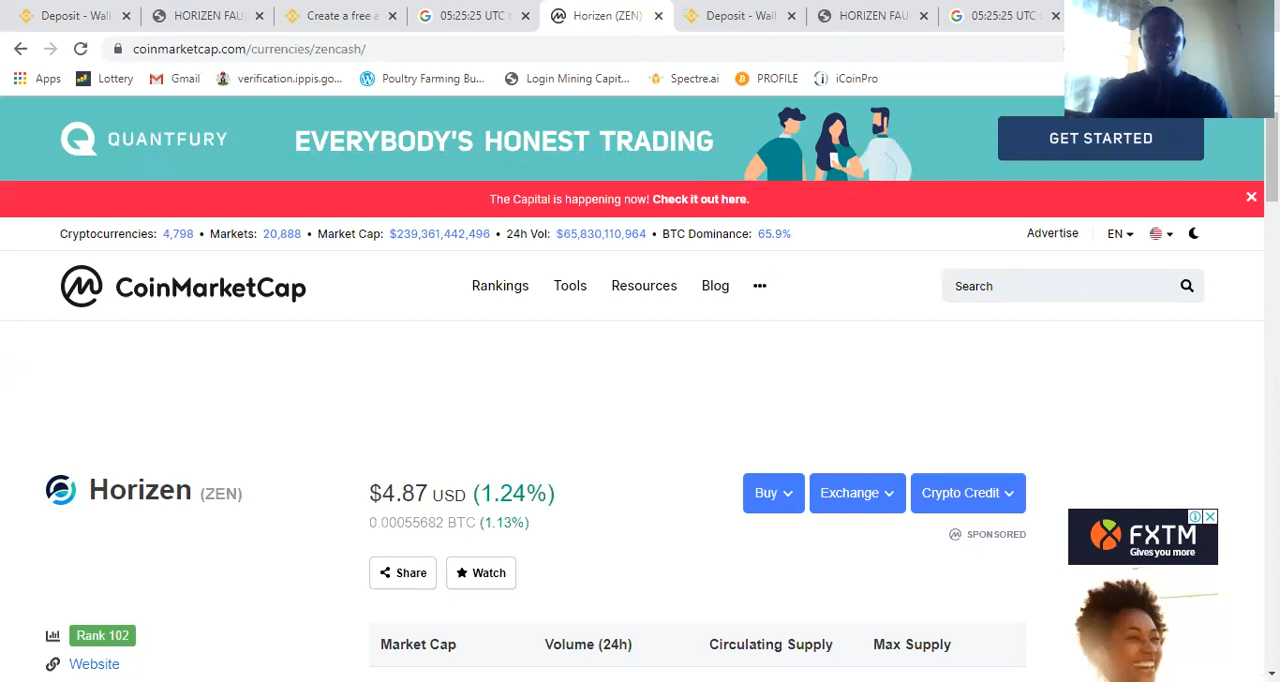 Deposit - Wall
HORIZEN FAU
Create a free a
05:25:25 UTC t
Horizen (ZEN)
Deposit - Wall
HORIZEN FAU
05:25:25 UTC
coinmarketcap.com/currencies/zencash/
Apps
Lottery
Gmail
verification.ippis.go...
Poultry Farming Bu...
Login Mining Capit...
Spectre.ai
PROFILE
iCoinPro
QUANTFURY
EVERYBODY'S HONEST TRADING
GET STARTED
The Capital is happening now! Check it out here.
Cryptocurrencies: 4,798 • Markets: 20,888 • Market Cap: $239,361,442,496 • 24h Vol: $65,830,110,964 • BTC Dominance: 65.9%
Advertise
EN
CoinMarketCap
Rankings
Tools
Resources
Blog
Search
Horizen (ZEN)
$4.87 USD (1.24%)
0.00055682 BTC (1.13%)
Buy
Exchange
Crypto Credit
SPONSORED
Share
Watch
FXTM
Gives you more
Rank 102
Website
Market Cap
Volume (24h)
Circulating Supply
Max Supply